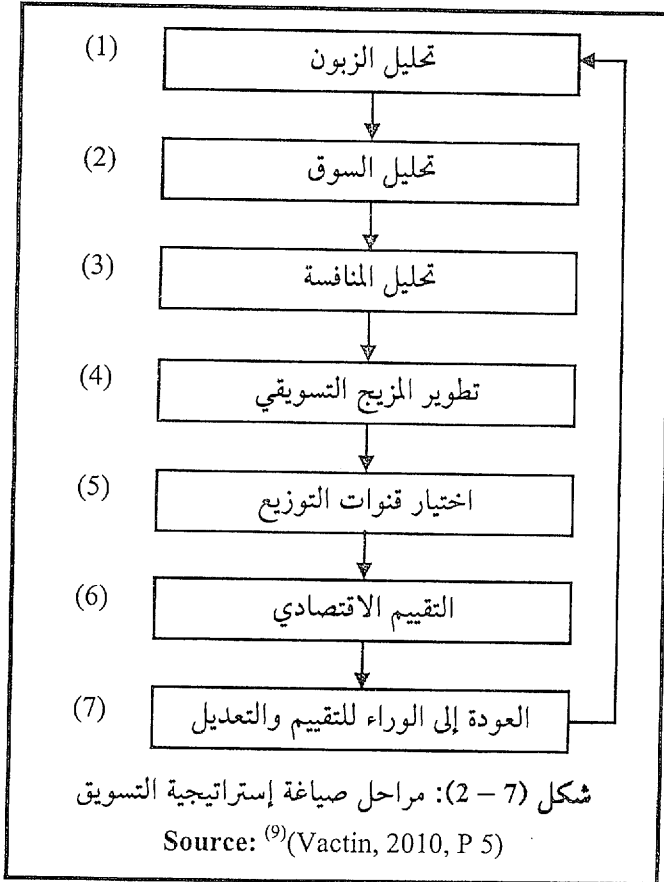 (1) تحليل الزبون
(2) تحليل السوق
(3) تحليل المنافسة
(4) تطوير المزيج التسويقي
(5) اختيار قنوات التوزيع
(6) التقييم الاقتصادي
(7) العودة إلى الوراء للتقييم والتعديل
شكل (7 – 2): مراحل صياغة إستراتيجية التسويق
Source: (9)(Vactin, 2010, P 5)